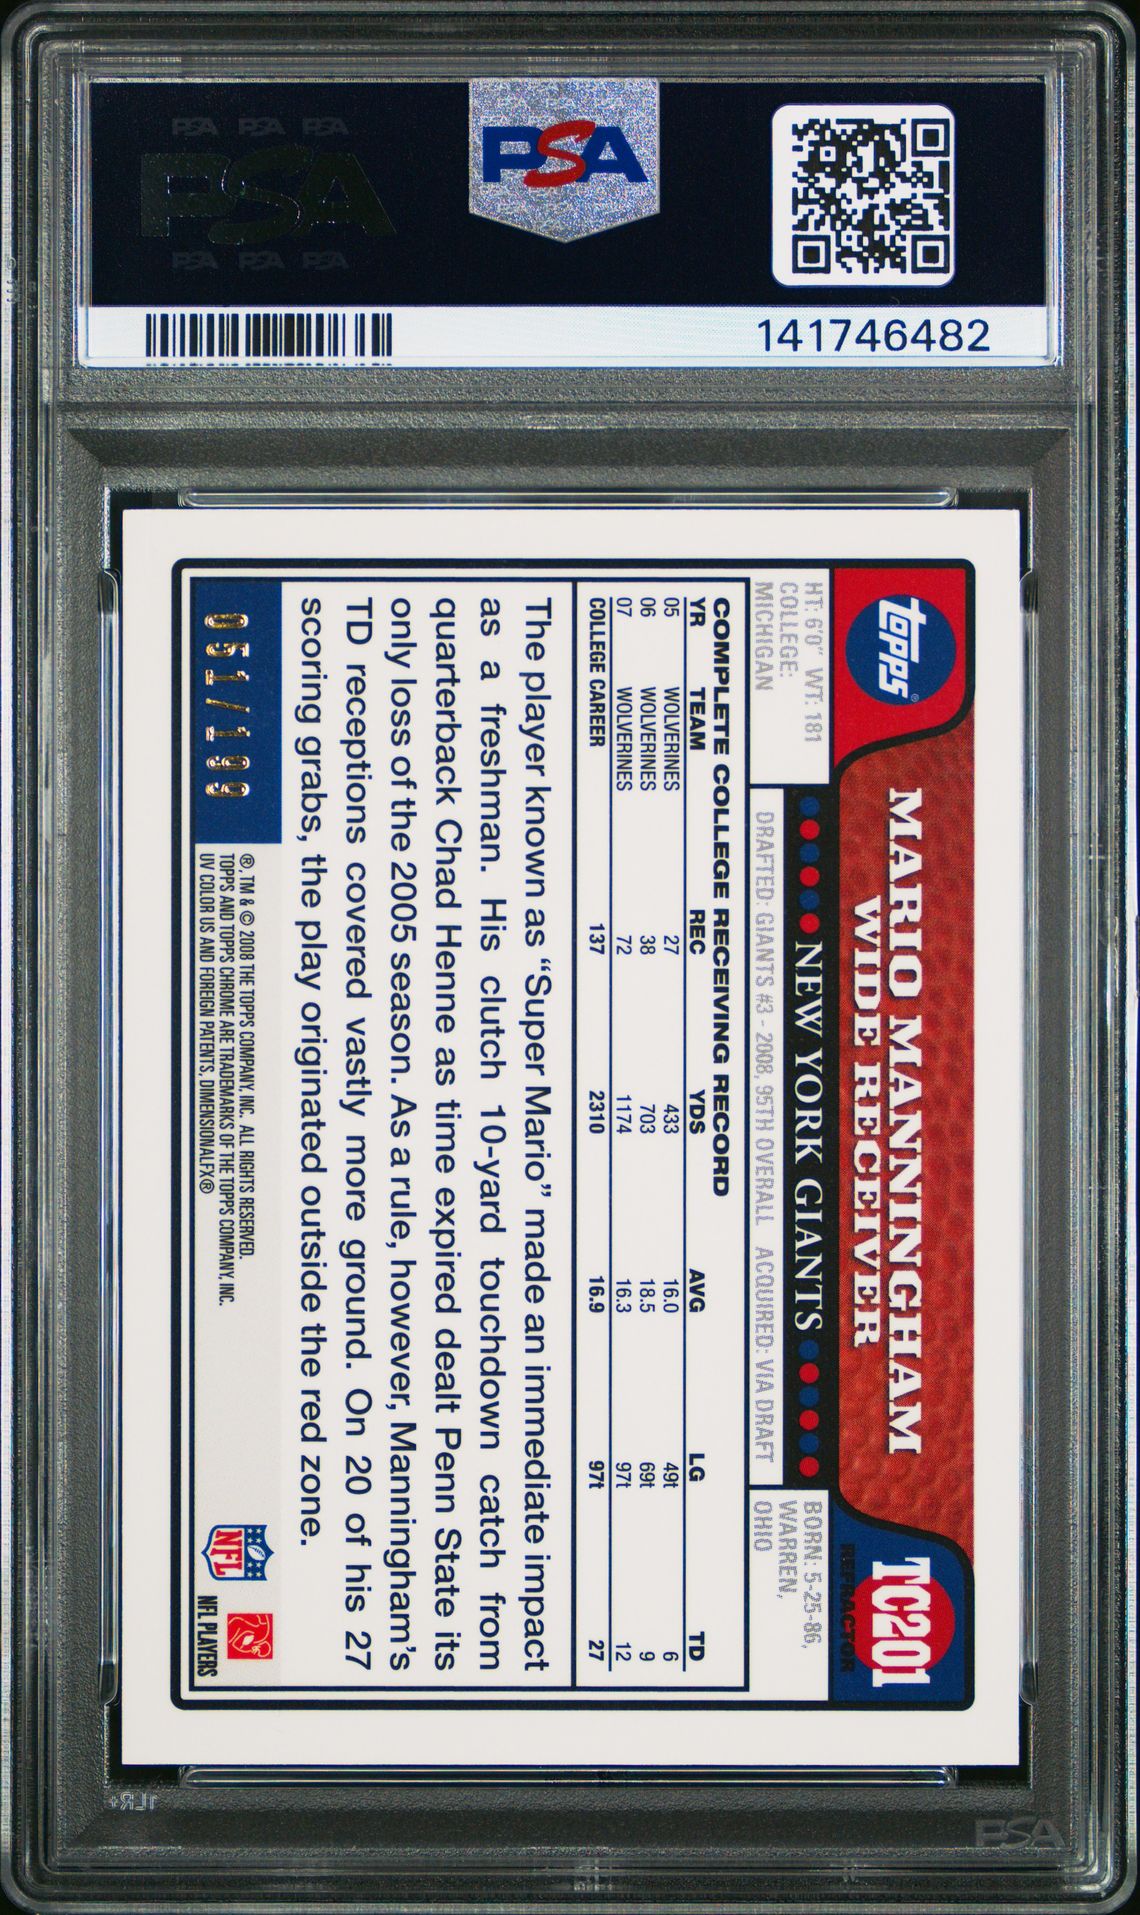 PSA PSA PSA
PSA
PSA PSA PSA
PSA
141746482
topps®
MARIO MANNINGHAM
WIDE RECEIVER
TC201
REFRACTOR
NEW YORK GIANTS
HT: 6'0" WT: 181
COLLEGE:
MICHIGAN
DRAFTED: GIANTS #3 - 2008, 95TH OVERALL ACQUIRED: VIA DRAFT
BORN: 5-25-86,
WARREN,
OHIO
COMPLETE COLLEGE RECEIVING RECORD
YR TEAM REC YDS AVG LG TD
05 WOLVERINES 27 433 16.0 49t 6
06 WOLVERINES 38 703 18.5 69t 9
07 WOLVERINES 72 1174 16.3 97t 12
COLLEGE CAREER 137 2310 16.9 97t 27
The player known as “Super Mario” made an immediate impact
as a freshman. His clutch 10-yard touchdown catch from
quarterback Chad Henne as time expired dealt Penn State its
only loss of the 2005 season. As a rule, however, Manningham’s
TD receptions covered vastly more ground. On 20 of his 27
scoring grabs, the play originated outside the red zone.
051/199
®, TM & © 2008 THE TOPPS COMPANY, INC. ALL RIGHTS RESERVED.
TOPPS AND TOPPS CHROME ARE TRADEMARKS OF THE TOPPS COMPANY, INC.
UV COLOR US AND FOREIGN PATENTS, DIMENSIONALFX®
NFL
NFL PLAYERS
PSA